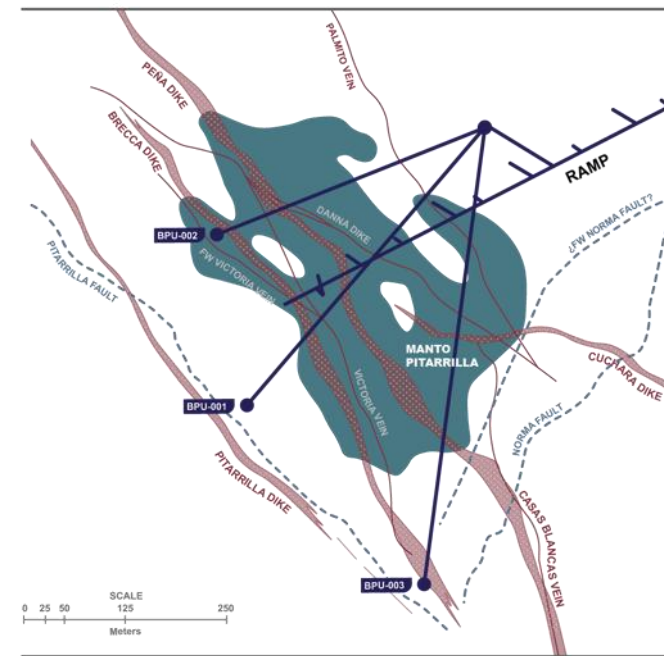 PALMITO VEIN
PEÑA DIKE
BRECCA DIKE
RAMP
¿FW NORMA FAULT?
DANNA DIKE
BPU-002
FW VICTORIA VEIN
PITARRILLA FAULT
MANTO
PITARRILLA
CUCHARA DIKE
VICTORIA VEIN
BPU-001
NORMA FAULT
PITARRILLA DIKE
CASAS BLANCAS VEIN
BPU-003
SCALE
0 25 50 125 250
Meters